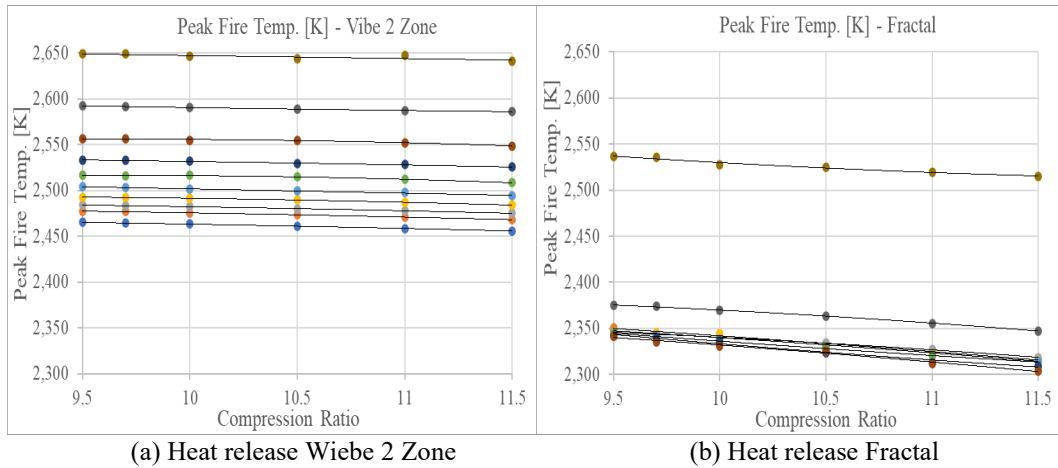 Peak Fire Temp. [K] - Vibe 2 Zone
Peak Fire Temp. [K]
2,650
2,600
2,550
2,500
2,450
2,400
2,350
2,300
9.5 10 10.5 11 11.5
Compression Ratio
(a) Heat release Wiebe 2 Zone
Peak Fire Temp. [K] - Fractal
Peak Fire Temp. [K]
2,650
2,600
2,550
2,500
2,450
2,400
2,350
2,300
9.5 10 10.5 11 11.5
Compression Ratio
(b) Heat release Fractal